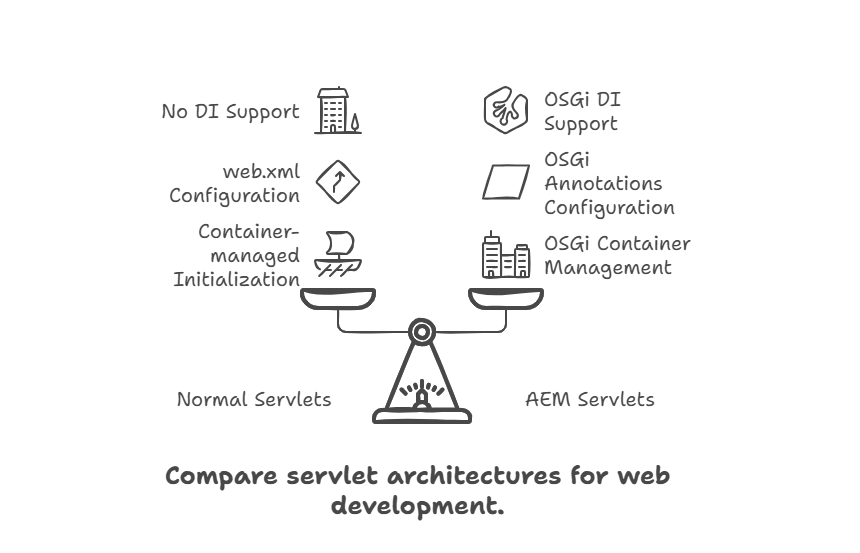 No DI Support
web.xml
Configuration
Container-
managed
Initialization
OSGi DI
Support
OSGi
Annotations
Configuration
OSGi Container
Management
Normal Servlets
AEM Servlets
Compare servlet architectures for web
development.